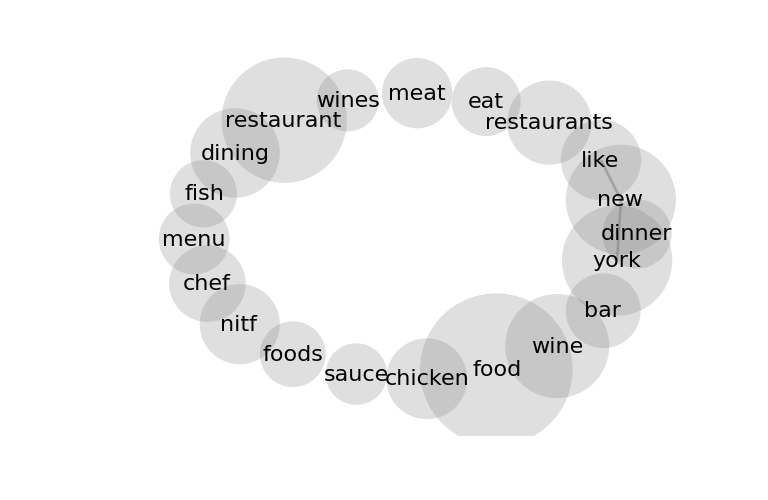 meat
wines
eat
restaurant
restaurants
dining
like
fish
new
dinner
menu
york
chef
bar
nitf
wine
foods
food
sauce
chicken